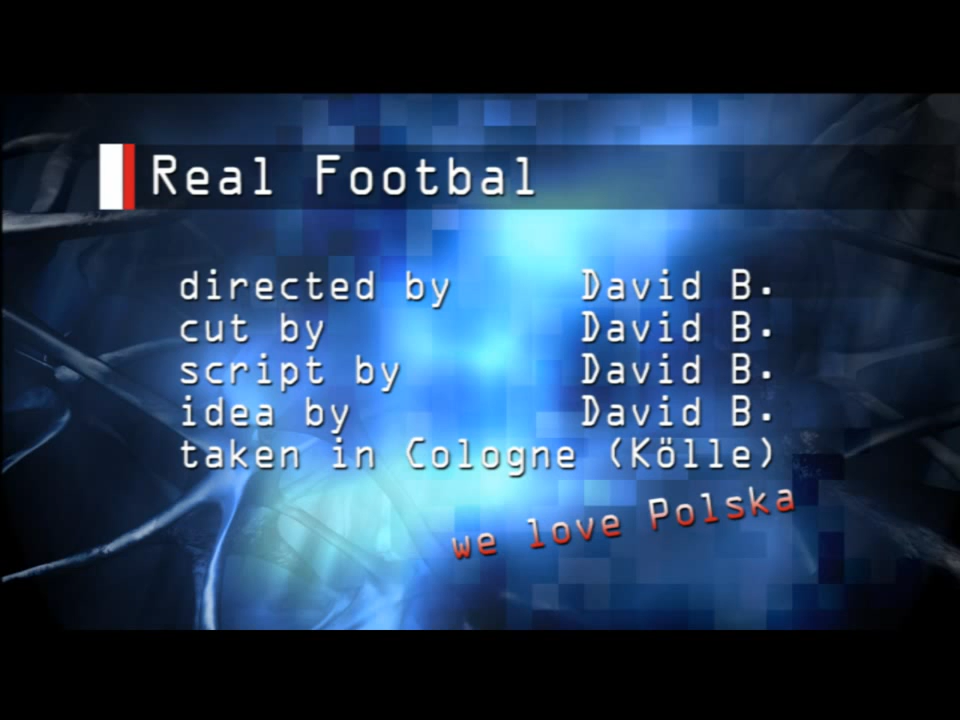 Real Footbal
directed by David B.
cut by David B.
script by David B.
idea by David B.
taken in Cologne (Kölle)
we love Polska